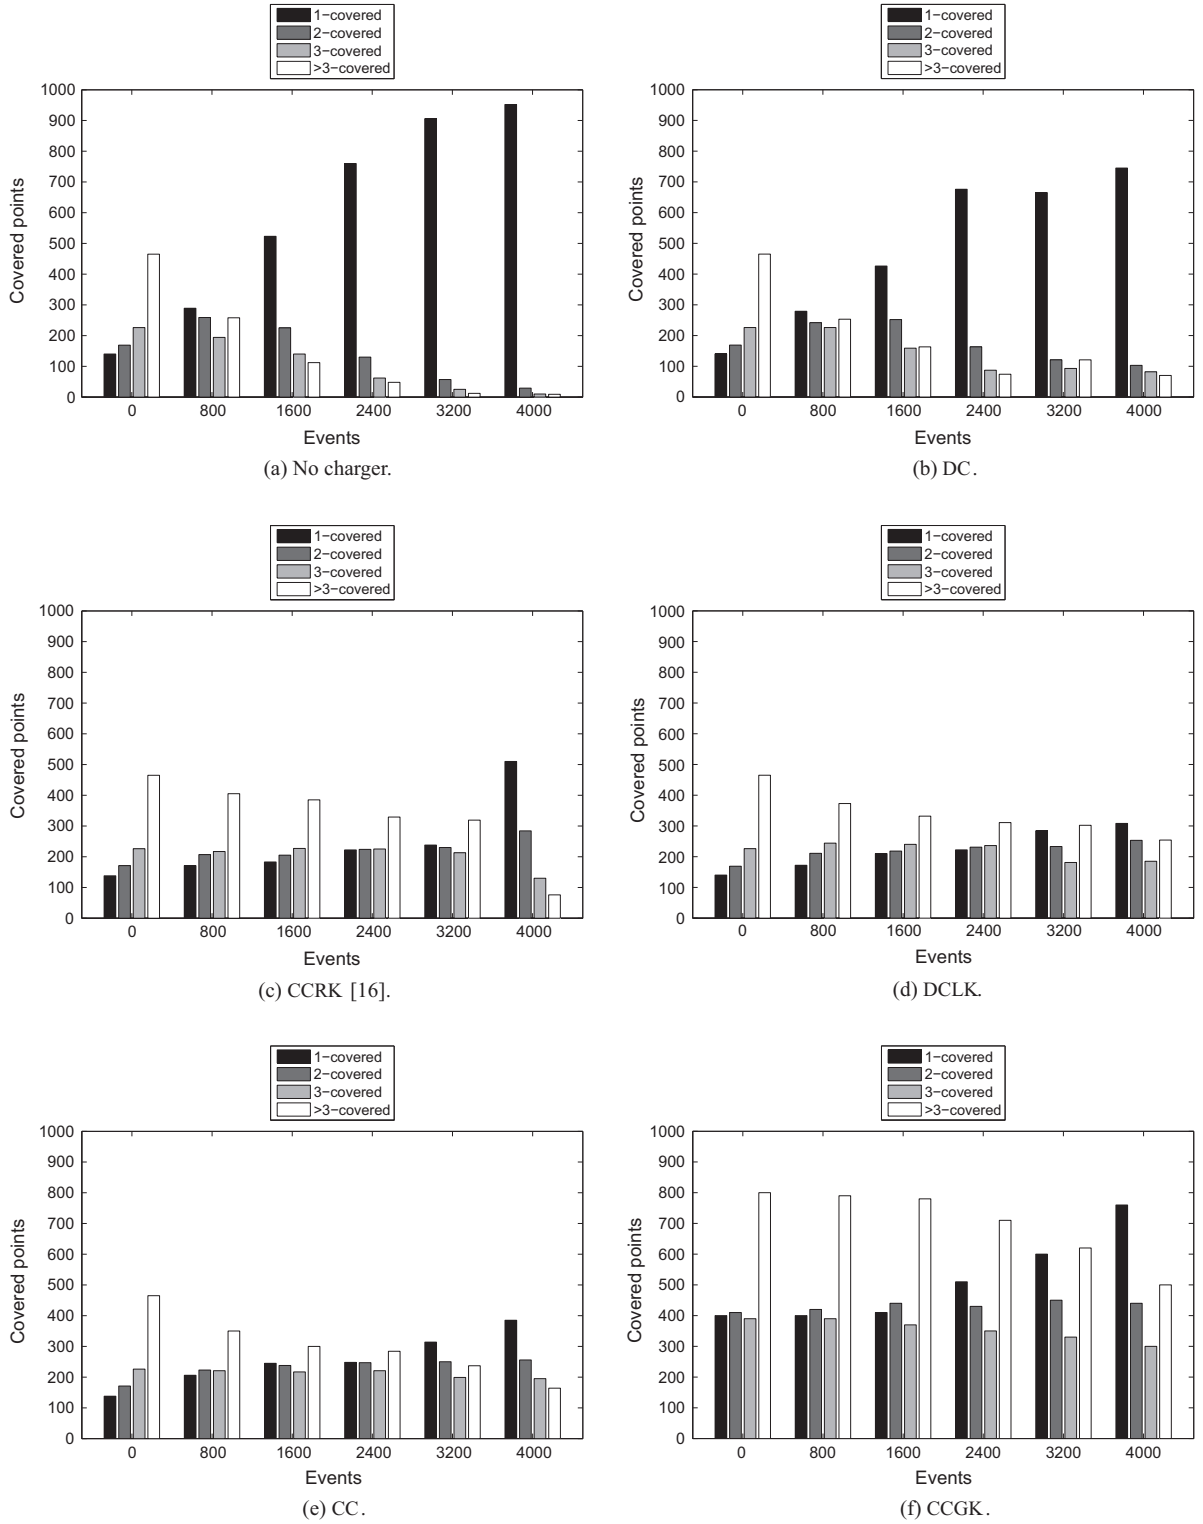 1−covered
2−covered
3−covered
>3−covered
1000
900
800
700
600
500
400
300
200
100
0
Covered points
0 800 1600 2400 3200 4000
Events
(a) No charger.
1−covered
2−covered
3−covered
>3−covered
1000
900
800
700
600
500
400
300
200
100
0
Covered points
0 800 1600 2400 3200 4000
Events
(b) DC.
1−covered
2−covered
3−covered
>3−covered
1000
900
800
700
600
500
400
300
200
100
0
Covered points
0 800 1600 2400 3200 4000
Events
(c) CCRK [16].
1−covered
2−covered
3−covered
>3−covered
1000
900
800
700
600
500
400
300
200
100
0
Covered points
0 800 1600 2400 3200 4000
Events
(d) DCLK.
1−covered
2−covered
3−covered
>3−covered
1000
900
800
700
600
500
400
300
200
100
0
Covered points
0 800 1600 2400 3200 4000
Events
(e) CC.
1−covered
2−covered
3−covered
>3−covered
1000
900
800
700
600
500
400
300
200
100
0
Covered points
0 800 1600 2400 3200 4000
Events
(f) CCGK.